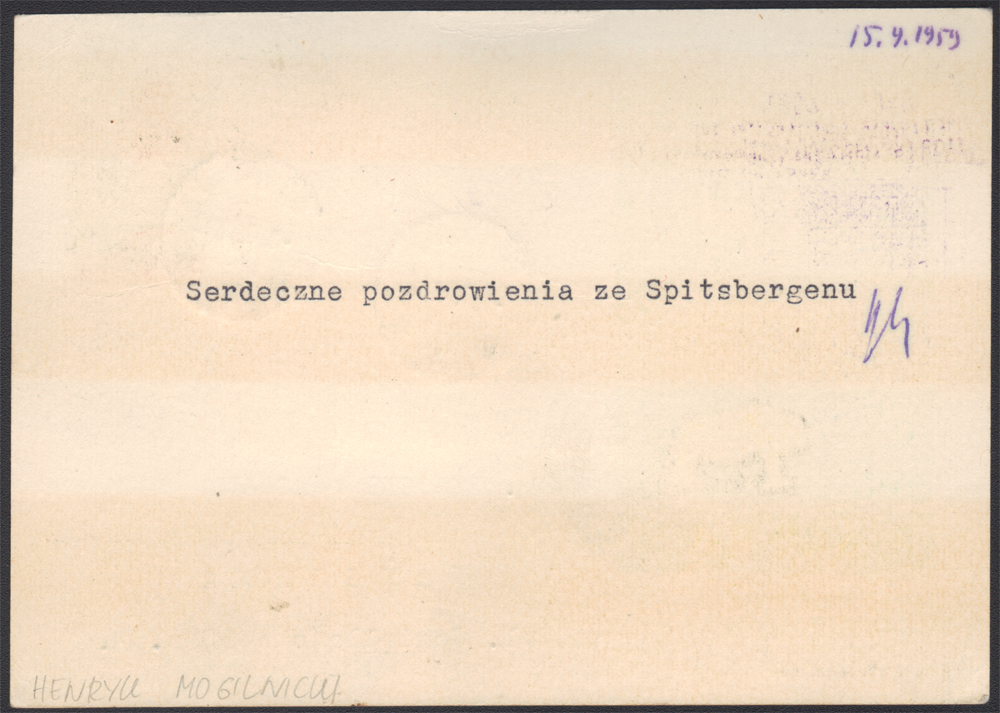 15.9.1959
Serdeczne pozdrowienia ze Spitsbergenu
HENRYK MOGILNICKI